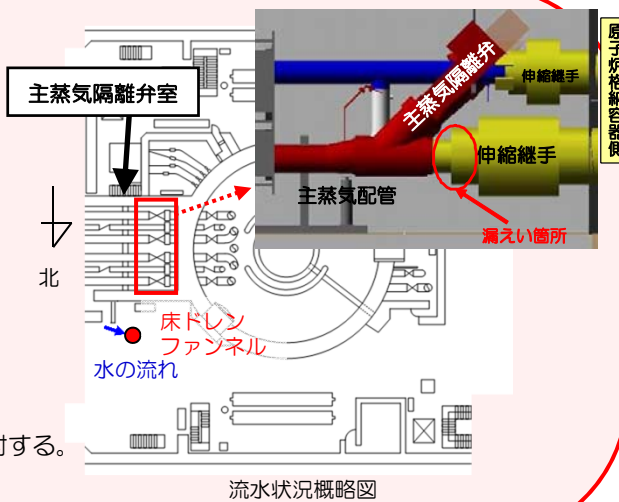 主蒸気隔離弁室
主蒸気隔離弁
伸縮継手
原子炉格納容器側
伸縮継手
主蒸気配管
漏えい箇所
北
床ドレン
ファンネル
水の流れ
討する。
流水状況概略図